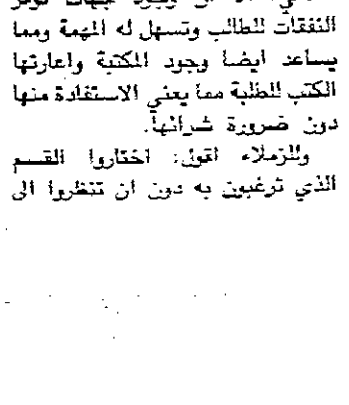 النفقات للطالب وتسهل له المهمة ومما
يساعد ايضا وجود المكتبة واعارتها
الكتب للطلبة مما يعني الاستفادة منها
دون ضرورة شرائها.
وللزملاء اقول: اختاروا القسم
الذي ترغبون به دون ان تنظروا الى